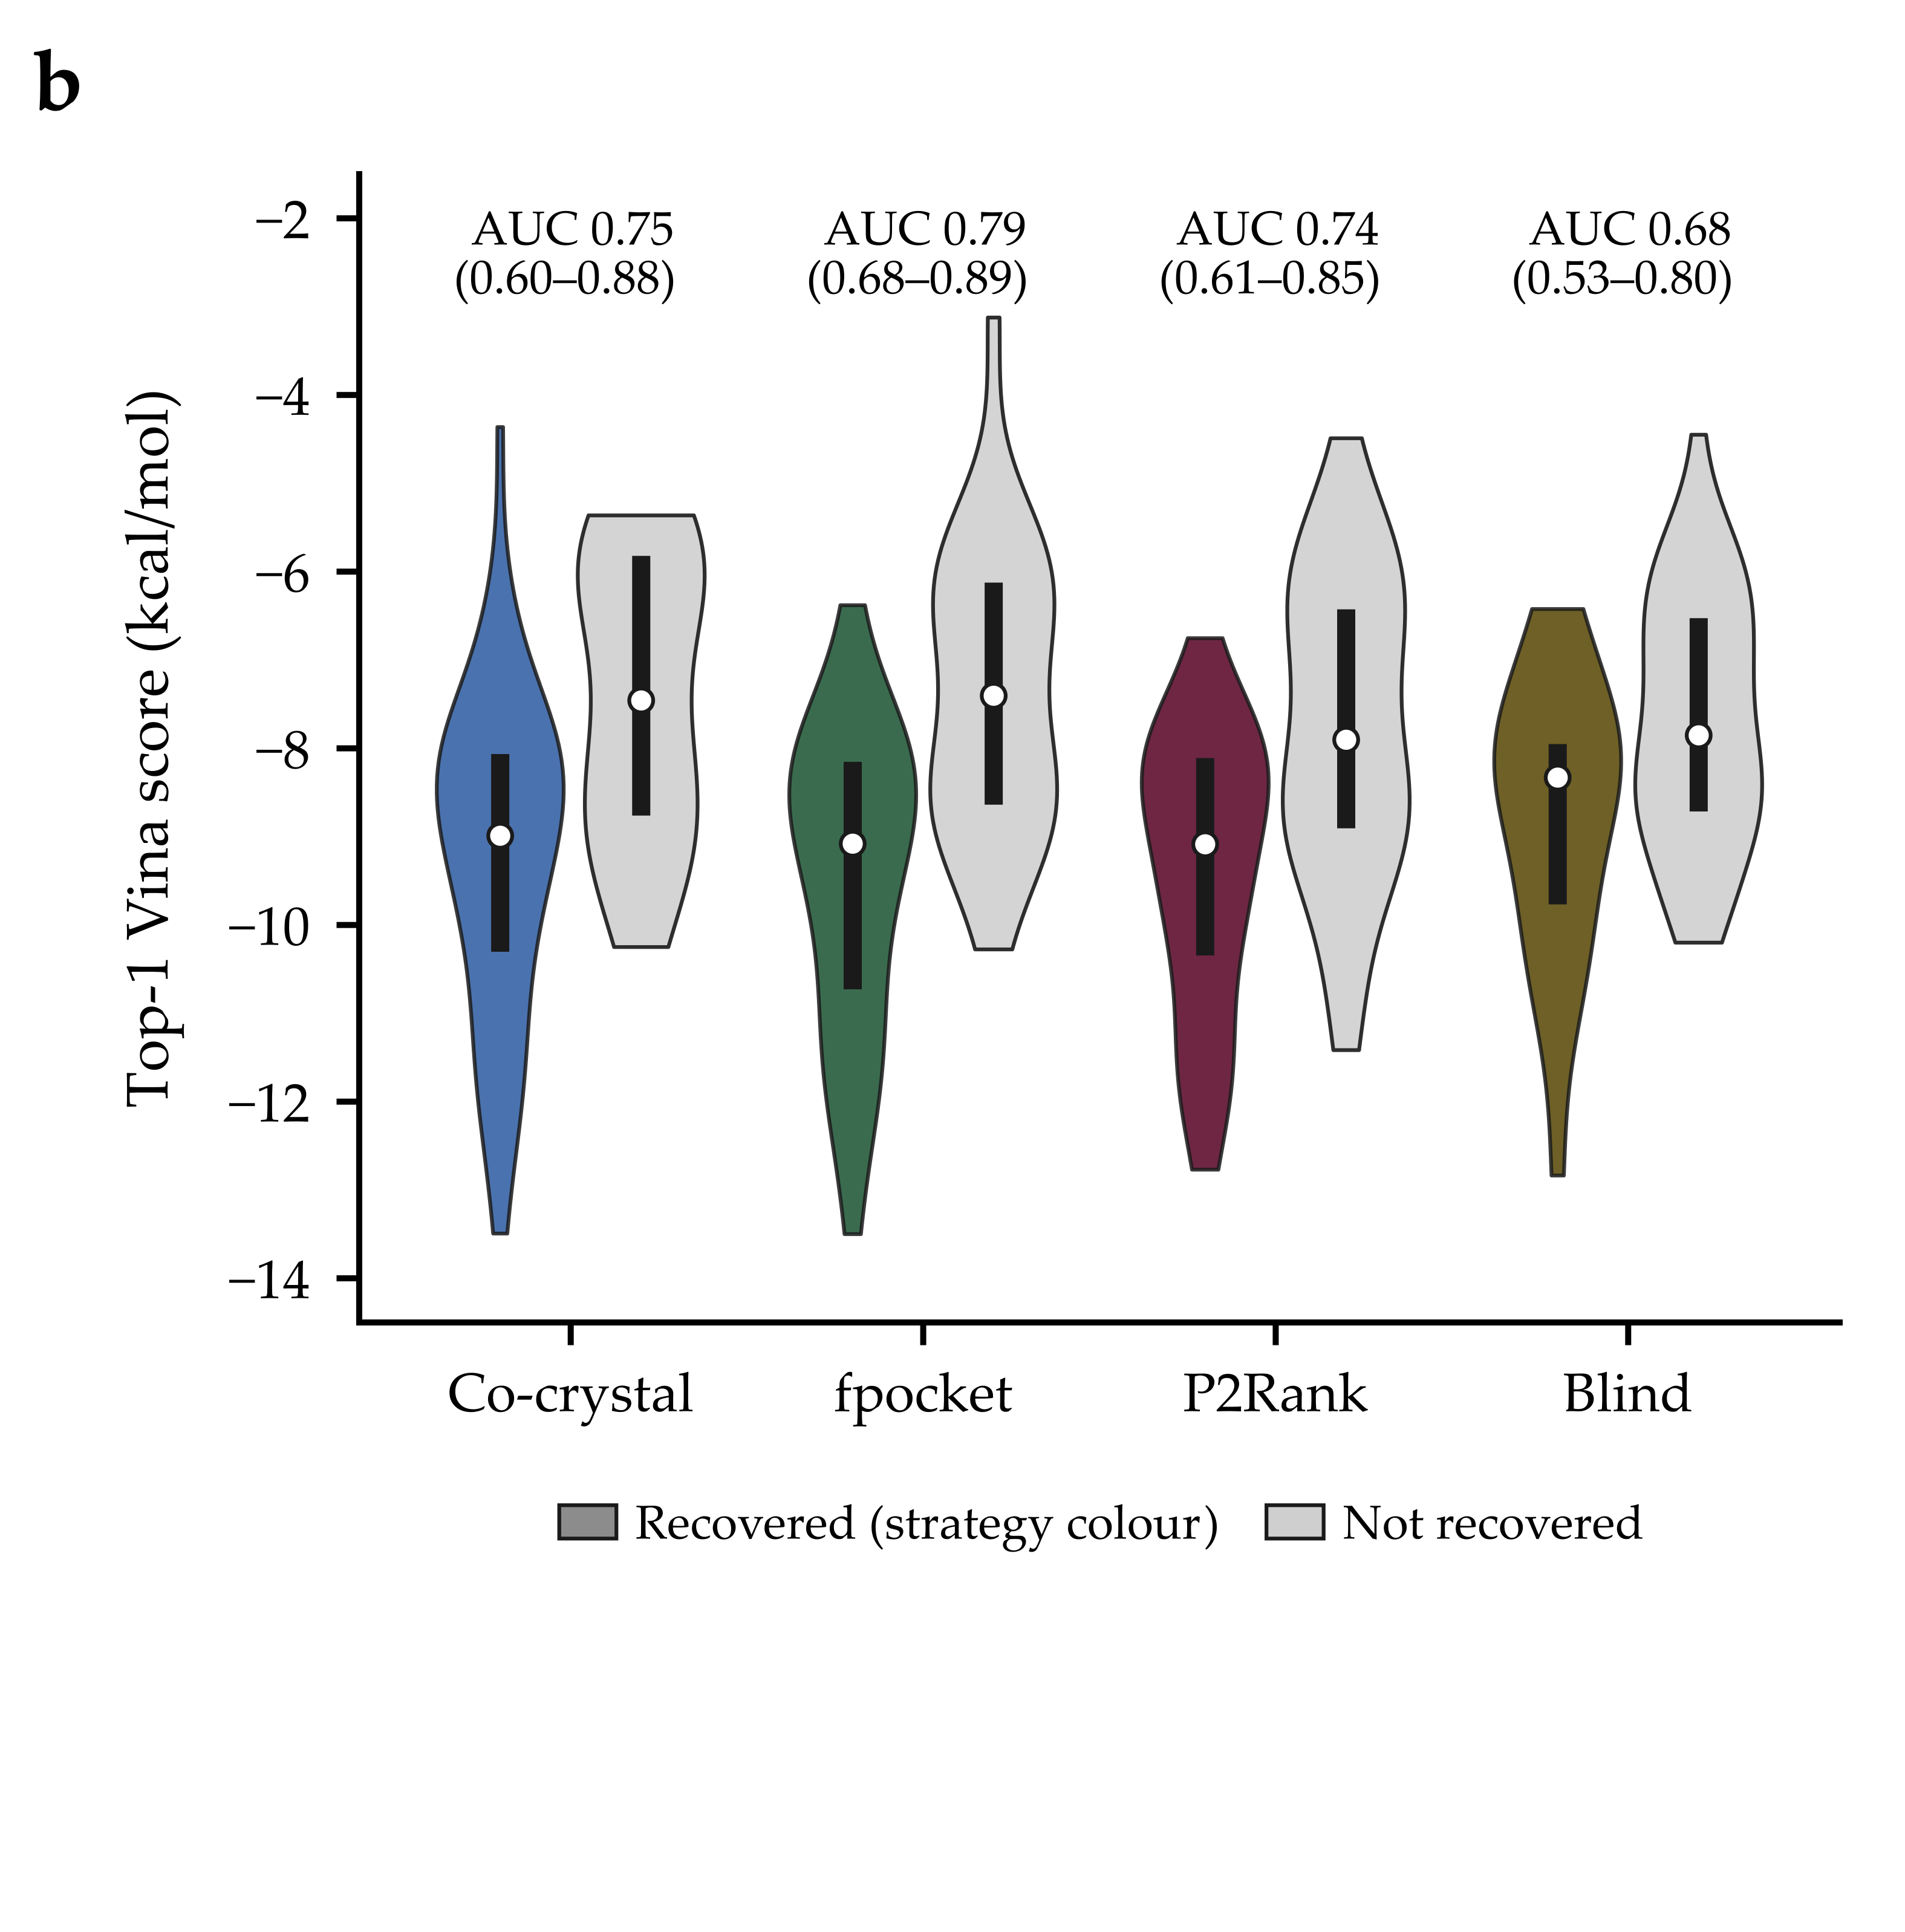 b
AUC 0.75
(0.60–0.88)
AUC 0.79
(0.68–0.89)
AUC 0.74
(0.61–0.85)
AUC 0.68
(0.53–0.80)
Top-1 Vina score (kcal/mol)
−2
−4
−6
−8
−10
−12
−14
Co-crystal
fpocket
P2Rank
Blind
Recovered (strategy colour)
Not recovered